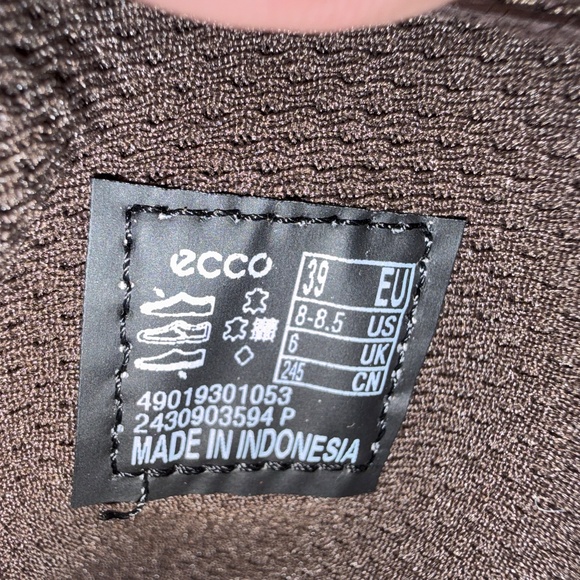 ecco
39 EU
8-8.5 US
6 UK
245 CN
49019301053
2430903594 P
MADE IN INDONESIA